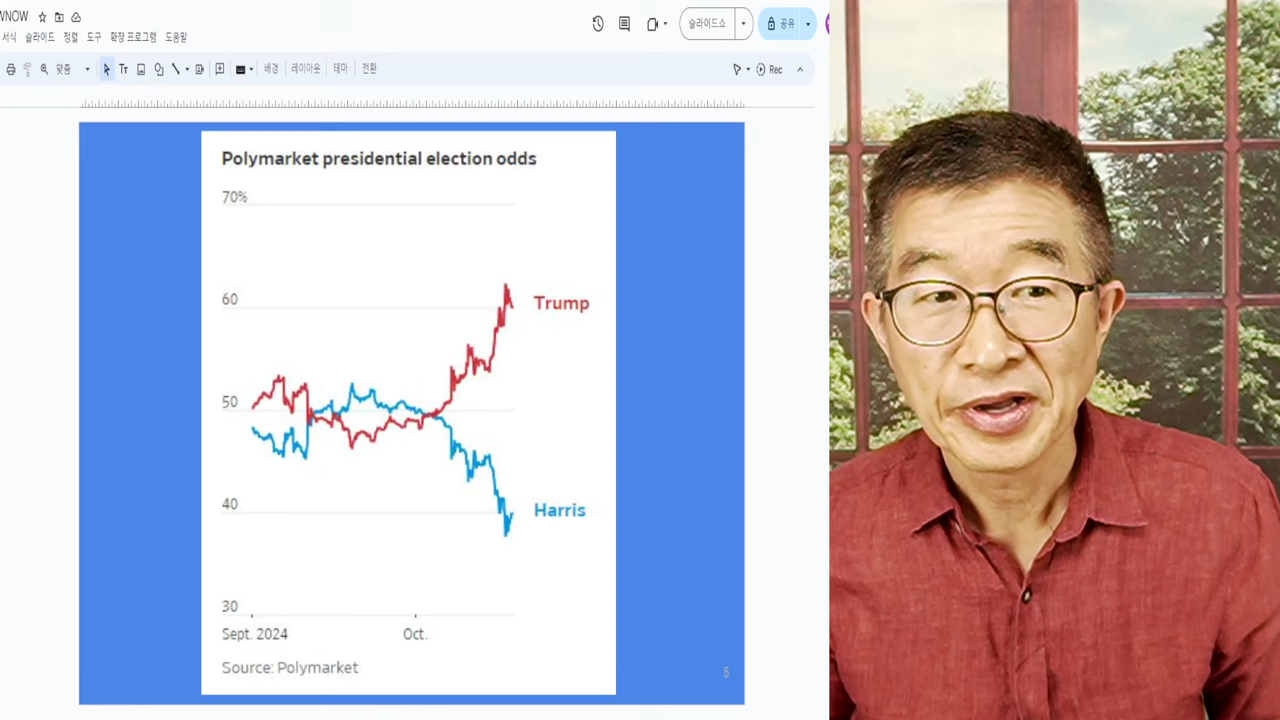 WNOW
서식 슬라이드 정렬 도구 확장 프로그램 도움말
슬라이드쇼
공유
맞춤
Tт
배경 레이아웃 테마 전환
Rec
Polymarket presidential election odds
70%
60
Trump
50
40
Harris
30
Sept. 2024 Oct.
Source: Polymarket
5